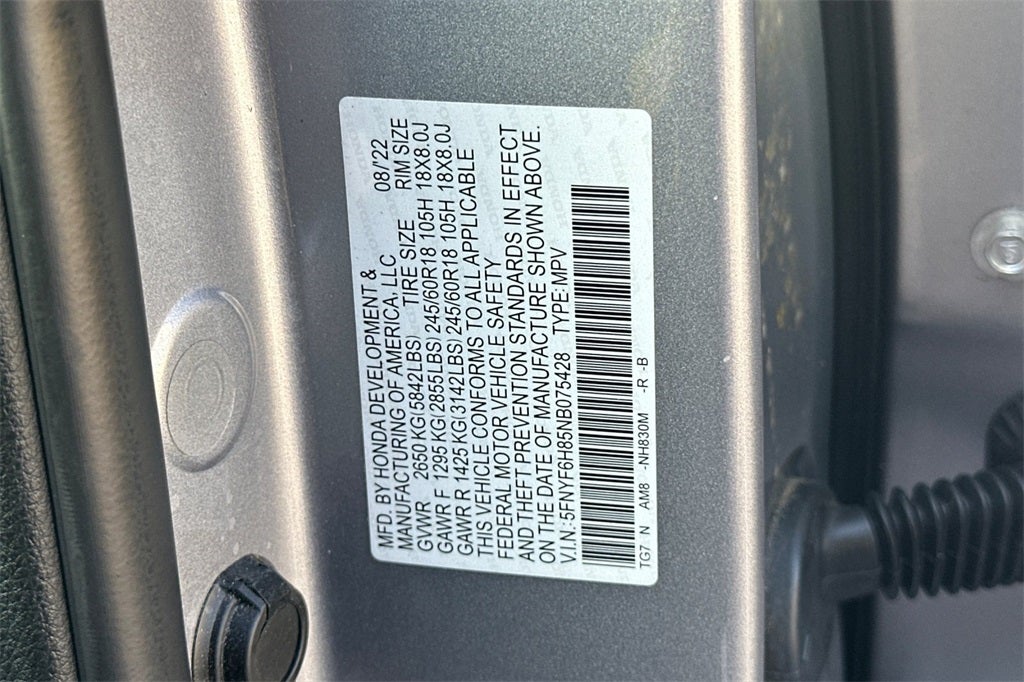 MFD. BY HONDA DEVELOPMENT &
MANUFACTURING OF AMERICA, LLC 08/'22
GVWR 2650 KG(5842LBS) TIRE SIZE RIM SIZE
GAWR F 1295 KG(2855LBS) 245/60R18 105H 18X8.0J
GAWR R 1425 KG(3142LBS) 245/60R18 105H 18X8.0J
THIS VEHICLE CONFORMS TO ALL APPLICABLE
FEDERAL MOTOR VEHICLE SAFETY
AND THEFT PREVENTION STANDARDS IN EFFECT
ON THE DATE OF MANUFACTURE SHOWN ABOVE.
V.I.N.: 5FNYF6H85NB075428 TYPE:MPV
TG7 N AM8 -NH830M -R -B